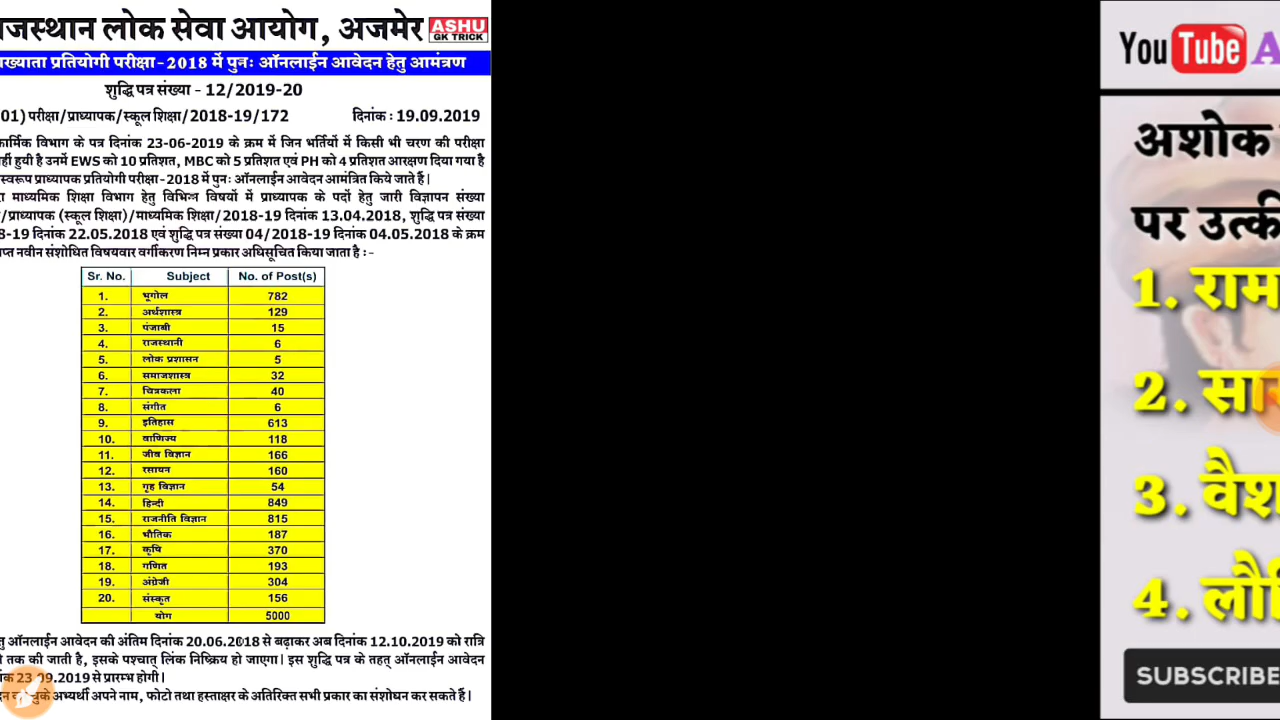 राजस्थान लोक सेवा आयोग, अजमेर
ASHU
GK TRICK
प्रतियोगी परीक्षा-2018 में पुनः ऑनलाईन आवेदन हेतु आमंत्रण
शुद्धि पत्र संख्या - 12/2019-20
01) परीक्षा/प्राध्यापक/स्कूल शिक्षा/2018-19/172 दिनांक : 19.09.2019
कार्मिक विभाग के पत्र दिनांक 23-06-2019 के क्रम में जिन भर्तियों में किसी भी चरण की परीक्षा
हुयी है उनमें EWS को 10 प्रतिशत, MBC को 5 प्रतिशत एवं PH को 4 प्रतिशत आरक्षण दिया गया है
स्वरूप प्राध्यापक प्रतियोगी परीक्षा-2018 में पुनः ऑनलाईन आवेदन आमंत्रित किये जाते हैं।
माध्यमिक शिक्षा विभाग हेतु विभिन्न विषयों में प्राध्यापक के पदों हेतु जारी विज्ञापन संख्या
/प्राध्यापक (स्कूल शिक्षा)/माध्यमिक शिक्षा/2018-19 दिनांक 13.04.2018, शुद्धि पत्र संख्या
8-19 दिनांक 22.05.2018 एवं शुद्धि पत्र संख्या 04/2018-19 दिनांक 04.05.2018 के क्रम
नवीन संशोधित विषयवार वर्गीकरण निम्न प्रकार अधिसूचित किया जाता है :-
Sr. No. Subject No. of Post(s)
1. भूगोल 782
2. अर्थशास्त्र 129
3. पंजाबी 15
4. राजस्थानी 6
5. लोक प्रशासन 5
6. समाजशास्त्र 32
7. चित्रकला 40
8. संगीत 6
9. इतिहास 613
10. वाणिज्य 118
11. जीव विज्ञान 166
12. रसायन 160
13. गृह विज्ञान 54
14. हिन्दी 849
15. राजनीति विज्ञान 815
16. भौतिक 187
17. कृषि 370
18. गणित 193
19. अंग्रेजी 304
20. संस्कृत 156
योग 5000
ऑनलाईन आवेदन की अंतिम दिनांक 20.06.2018 से बढ़ाकर अब दिनांक 12.10.2019 को रात्रि
तक की जाती है, इसके पश्चात् लिंक निष्क्रिय हो जाएगा। इस शुद्धि पत्र के तहत् ऑनलाईन आवेदन
23.09.2019 से प्रारम्भ होगी।
चुके अभ्यर्थी अपने नाम, फोटो तथा हस्ताक्षर के अतिरिक्त सभी प्रकार का संशोघन कर सकते हैं।
YouTube A
अशोक
पर उत्की
1. राम
2. सा
3. वैश
4. लौ
SUBSCRIBE